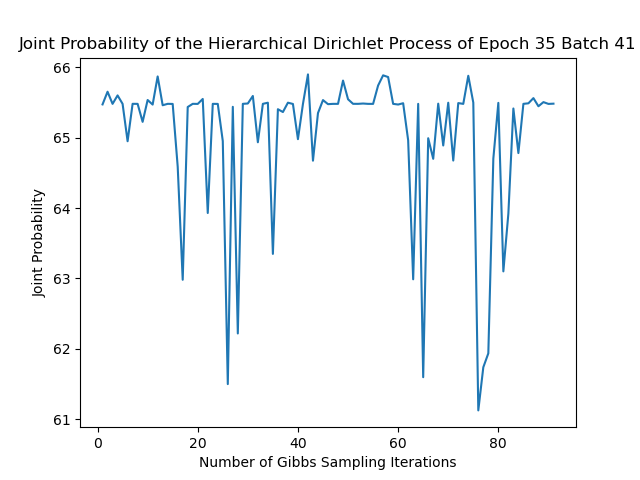 Joint Probability of the Hierarchical Dirichlet Process of Epoch 35 Batch 41
66
65
64
63
62
61
Joint Probability
0 20 40 60 80
Number of Gibbs Sampling Iterations